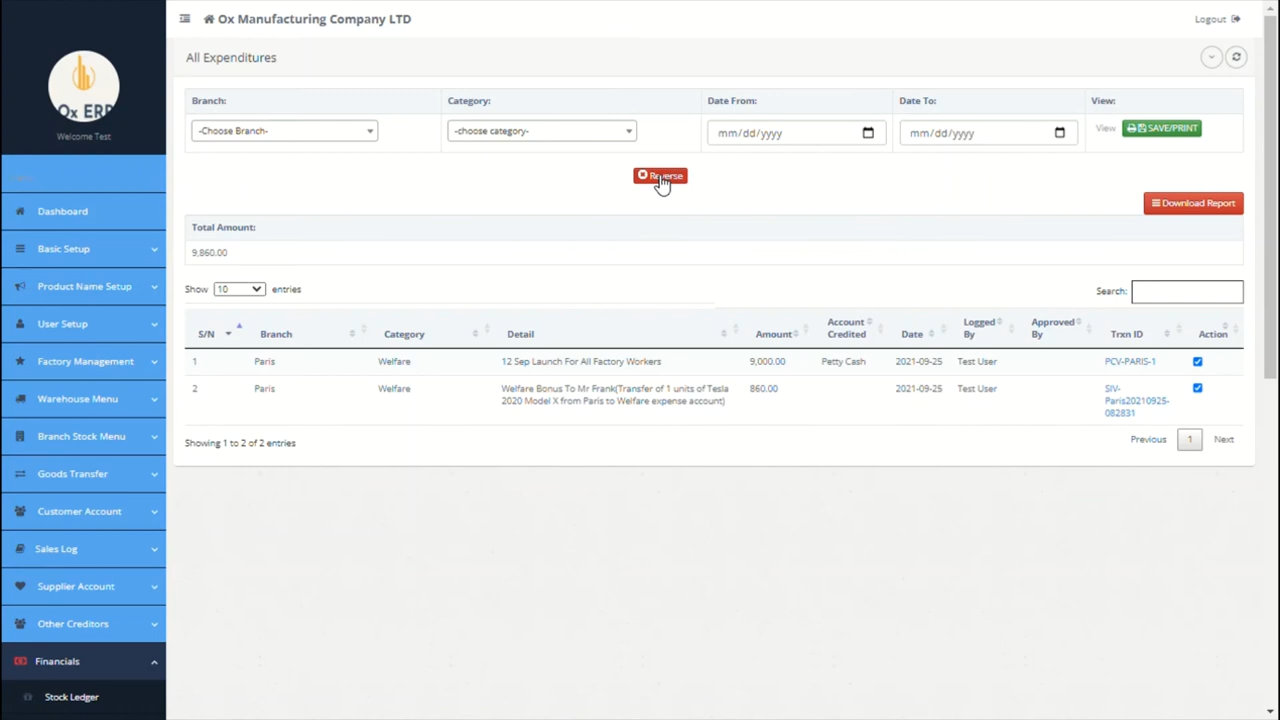 Ox Manufacturing Company LTD
Logout
Ox ERP
Welcome Test
All Expenditures
Branch: Category: Date From: Date To: View:
-Choose Branch- -choose category- mm/dd/yyyy mm/dd/yyyy View SAVE/PRINT
Reverse
Download Report
Total Amount:
9,860.00
Show 10 entries Search:
S/N Branch Category Detail Amount Account Credited Date Logged By Approved By Trxn ID Action
1 Paris Welfare 12 Sep Launch For All Factory Workers 9,000.00 Petty Cash 2021-09-25 Test User PCV-PARIS-1
2 Paris Welfare Welfare Bonus To Mr Frank(Transfer of 1 units of Tesla 860.00 2021-09-25 Test User SIV-
2020 Model X from Paris to Welfare expense account) Paris20210925-
082831
Showing 1 to 2 of 2 entries Previous 1 Next
Dashboard
Basic Setup
Product Name Setup
User Setup
Factory Management
Warehouse Menu
Branch Stock Menu
Goods Transfer
Customer Account
Sales Log
Supplier Account
Other Creditors
Financials
Stock Ledger